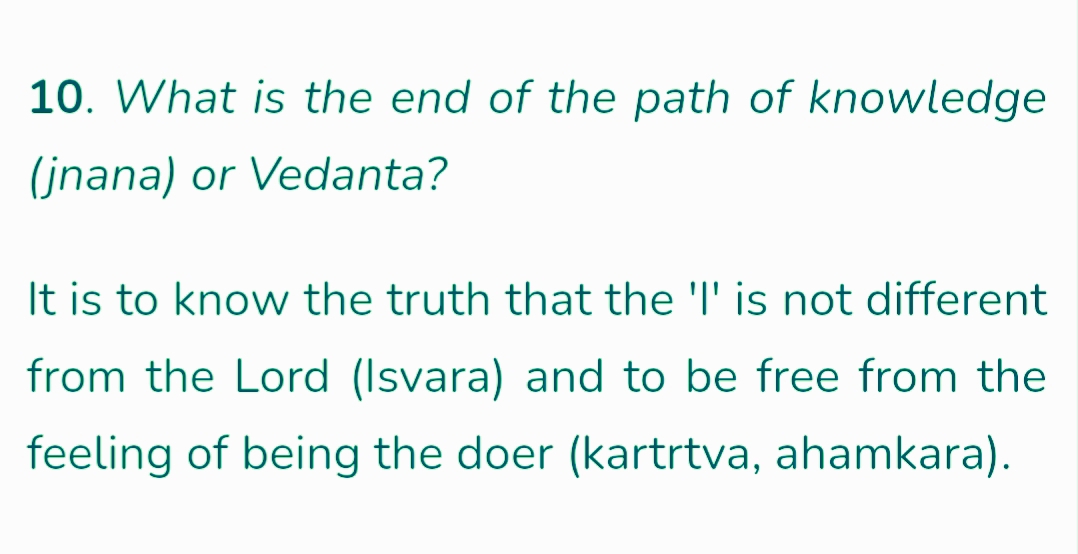 10. What is the end of the path of knowledge
(jnana) or Vedanta?
It is to know the truth that the 'I' is not different
from the Lord (Isvara) and to be free from the
feeling of being the doer (kartrtva, ahamkara).